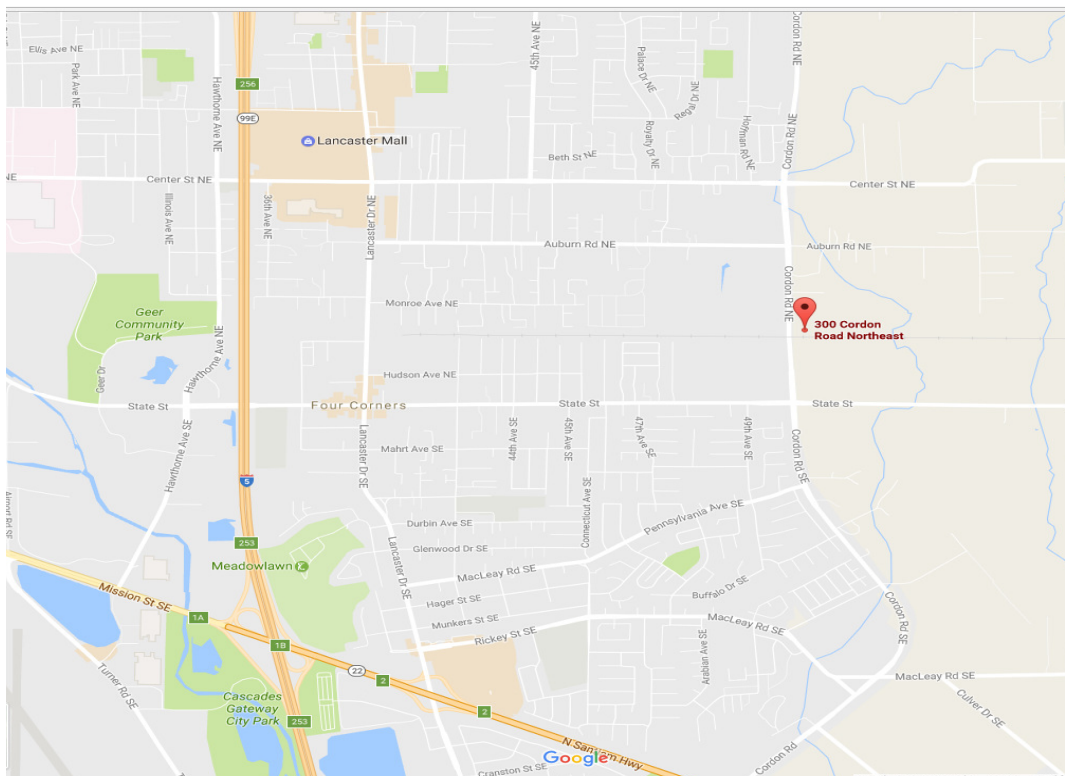 Ellis Ave NE
Park Ave NE
Hawthorne Ave NE
256
99E
Lancaster Mall
45th Ave NE
Palace Dr NE
Regal Dr NE
Royalty Dr NE
Hoffman Rd NE
Cordon Rd NE
Cordon Rd NE
Beth St NE
NE
Center St NE
Center St NE
Illinois Ave NE
36th Ave NE
Lancaster Dr NE
Auburn Rd NE
Auburn Rd NE
Cordon Rd NE
Monroe Ave NE
300 Cordon
Road Northeast
Geer
Community
Park
Geer Dr
Hawthorne Ave NE
Hudson Ave NE
State St
Four Corners
State St
State St
Hawthorne Ave SE
Lancaster Dr SE
Mahrt Ave SE
44th Ave SE
45th Ave SE
47th Ave SE
49th Ave SE
Cordon Rd SE
5
Airport Rd SE
Durbin Ave SE
Connecticut Ave SE
Pennsylvania Ave SE
253
Glenwood Dr SE
Meadowlawn
Lancaster Dr SE
MacLeay Rd SE
Mission St SE
1A
Hager St SE
Buffalo Dr SE
Cordon Rd SE
Munkers St SE
MacLeay Rd SE
1B
Rickey St SE
22
2
Arabian Ave SE
MacLeay Rd SE
Turner Rd SE
Cascades
Gateway
City Park
253
2
Culver Dr SE
N Santiam Hwy
Google
Cordon Rd
Cranston St SE